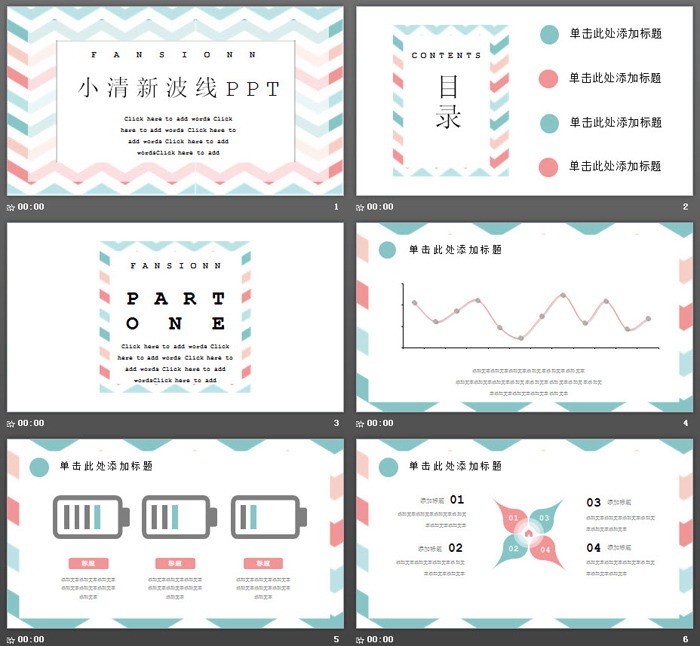 FANSIONN
小清新波线PPT
Click here to add words Click
here to add words Click here to
add words Click here to add
wordsClick here to add
00:00
1
CONTENTS
目
录
单击此处添加标题
单击此处添加标题
单击此处添加标题
单击此处添加标题
00:00
2
FANSIONN
PART
ONE
Click here to add words Click
here to add words Click here to
add words Click here to add
wordsClick here to add
00:00
3
单击此处添加标题
00:00
4
单击此处添加标题
标题
标题
标题
00:00
5
单击此处添加标题
添加标题 01
添加标题 02
01
03
02
04
03 添加标题
04 添加标题
00:00
6